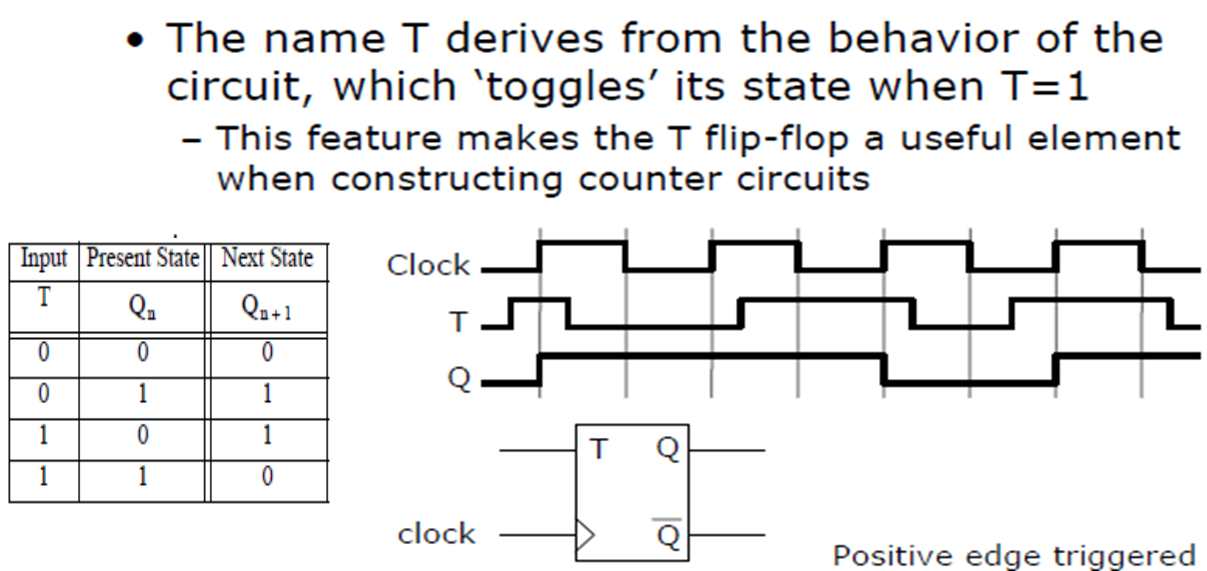 • The name T derives from the behavior of the
circuit, which ‘toggles’ its state when T=1
– This feature makes the T flip-flop a useful element
when constructing counter circuits
Input Present State Next State
T Qn Qn+1
0 0 0
0 1 1
1 0 1
1 1 0
Clock
T
Q
T Q
clock Q̅
Positive edge triggered